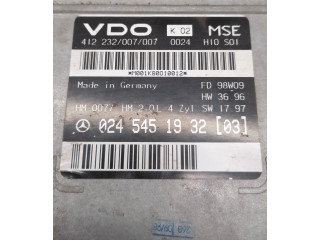 VDO K 02 MSE
412 232/007/007 0024 H10 S01
*M001K80010012*
Made in Germany FD 98W09
HW 36 96
HM 0077 HM 2.0L 4 Zyl SW 17 97
024 545 19 32 [03]